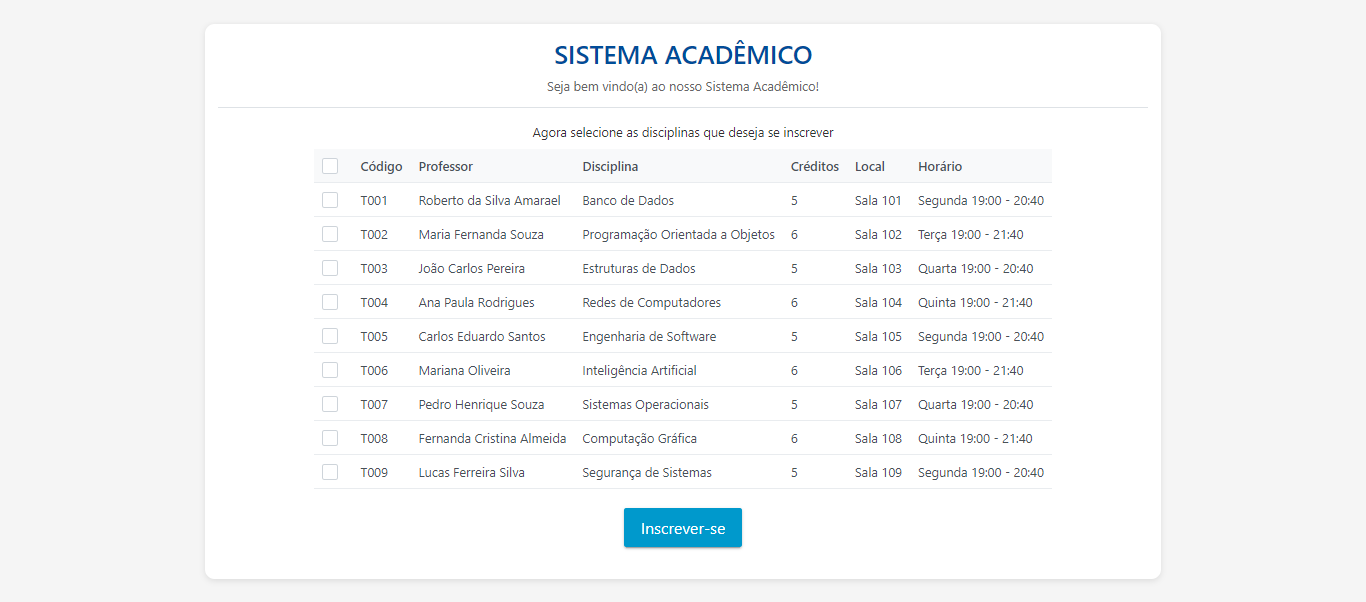 SISTEMA ACADÊMICO
Seja bem vindo(a) ao nosso Sistema Acadêmico!
Agora selecione as disciplinas que deseja se inscrever
Código Professor Disciplina Créditos Local Horário
T001 Roberto da Silva Amarael Banco de Dados 5 Sala 101 Segunda 19:00 - 20:40
T002 Maria Fernanda Souza Programação Orientada a Objetos 6 Sala 102 Terça 19:00 - 21:40
T003 João Carlos Pereira Estruturas de Dados 5 Sala 103 Quarta 19:00 - 20:40
T004 Ana Paula Rodrigues Redes de Computadores 6 Sala 104 Quinta 19:00 - 21:40
T005 Carlos Eduardo Santos Engenharia de Software 5 Sala 105 Segunda 19:00 - 20:40
T006 Mariana Oliveira Inteligência Artificial 6 Sala 106 Terça 19:00 - 21:40
T007 Pedro Henrique Souza Sistemas Operacionais 5 Sala 107 Quarta 19:00 - 20:40
T008 Fernanda Cristina Almeida Computação Gráfica 6 Sala 108 Quinta 19:00 - 21:40
T009 Lucas Ferreira Silva Segurança de Sistemas 5 Sala 109 Segunda 19:00 - 20:40
Inscrever-se